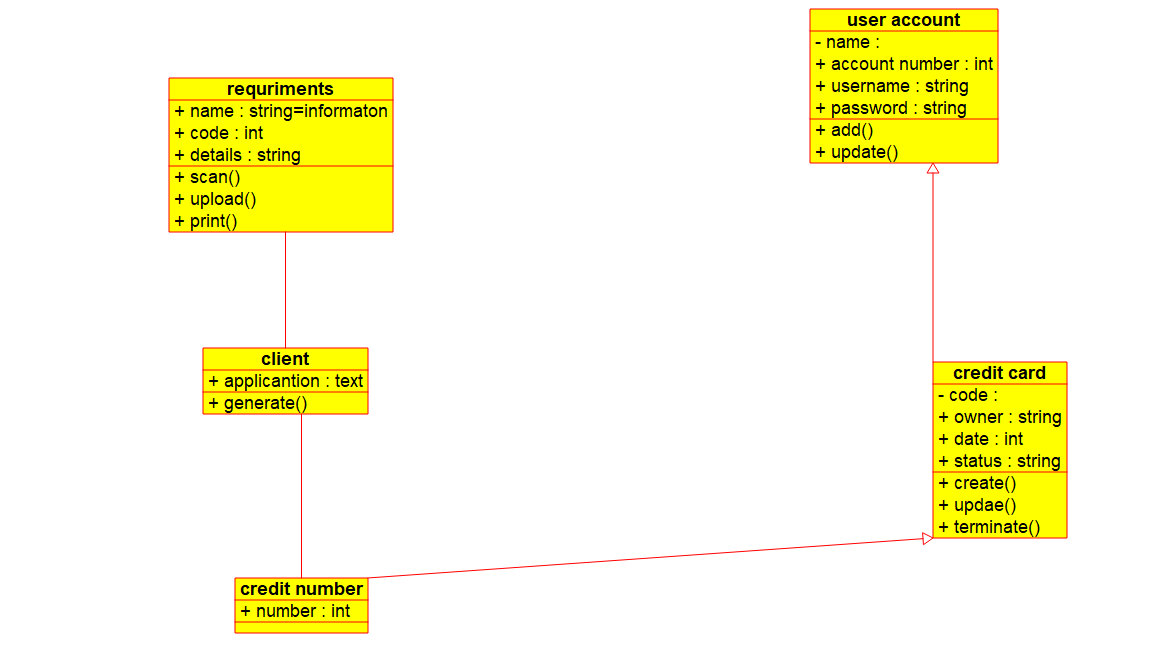 user account
- name :
+ account number : int
+ username : string
+ password : string
+ add()
+ update()
requriments
+ name : string=informaton
+ code : int
+ details : string
+ scan()
+ upload()
+ print()
client
+ applicantion : text
+ generate()
credit card
- code :
+ owner : string
+ date : int
+ status : string
+ create()
+ updae()
+ terminate()
credit number
+ number : int